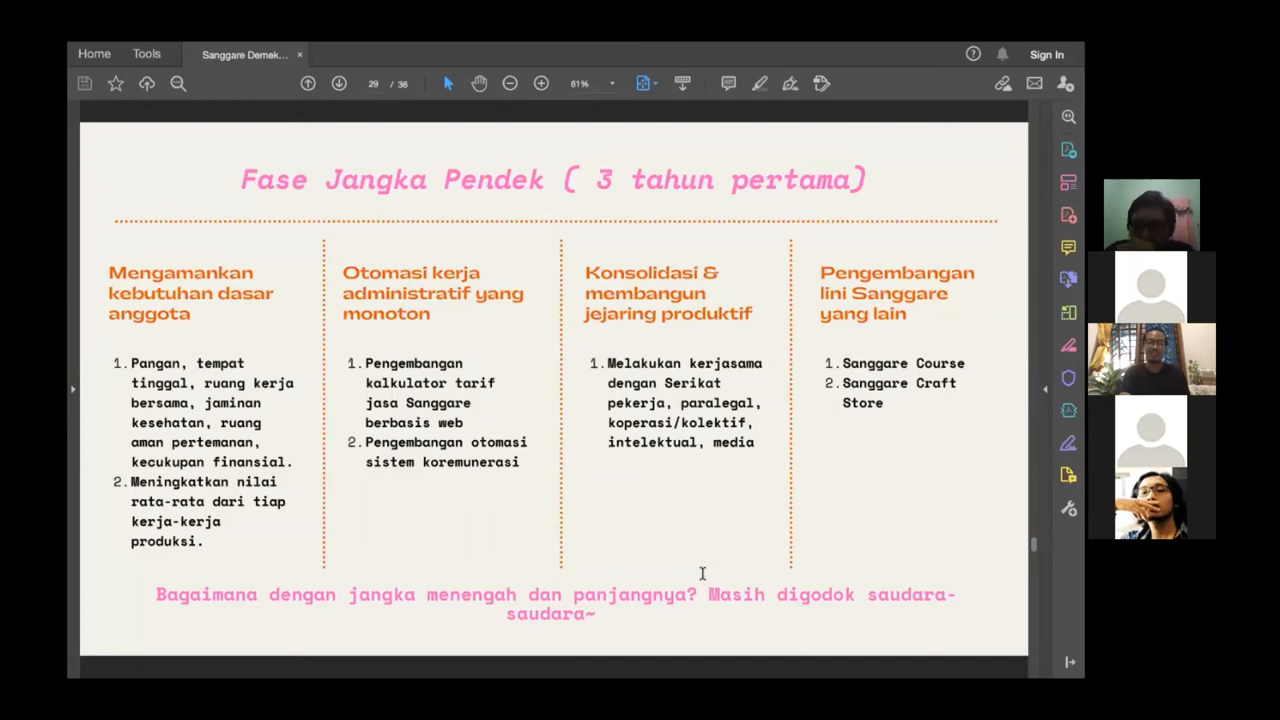 Home Tools Sanggare Demek... × Sign In
29 / 36 61%
Fase Jangka Pendek ( 3 tahun pertama)
Mengamankan
kebutuhan dasar
anggota
1. Pangan, tempat
tinggal, ruang kerja
bersama, jaminan
kesehatan, ruang
aman pertemanan,
kecukupan finansial.
2. Meningkatkan nilai
rata-rata dari tiap
kerja-kerja
produksi.
Otomasi kerja
administratif yang
monoton
1. Pengembangan
kalkulator tarif
jasa Sanggare
berbasis web
2. Pengembangan otomasi
sistem koremunerasi
Konsolidasi &
membangun
jejaring produktif
1. Melakukan kerjasama
dengan Serikat
pekerja, paralegal,
koperasi/kolektif,
intelektual, media
Pengembangan
lini Sanggare
yang lain
1. Sanggare Course
2. Sanggare Craft
Store
Bagaimana dengan jangka menengah dan panjangnya? Masih digodok saudara-
saudara~